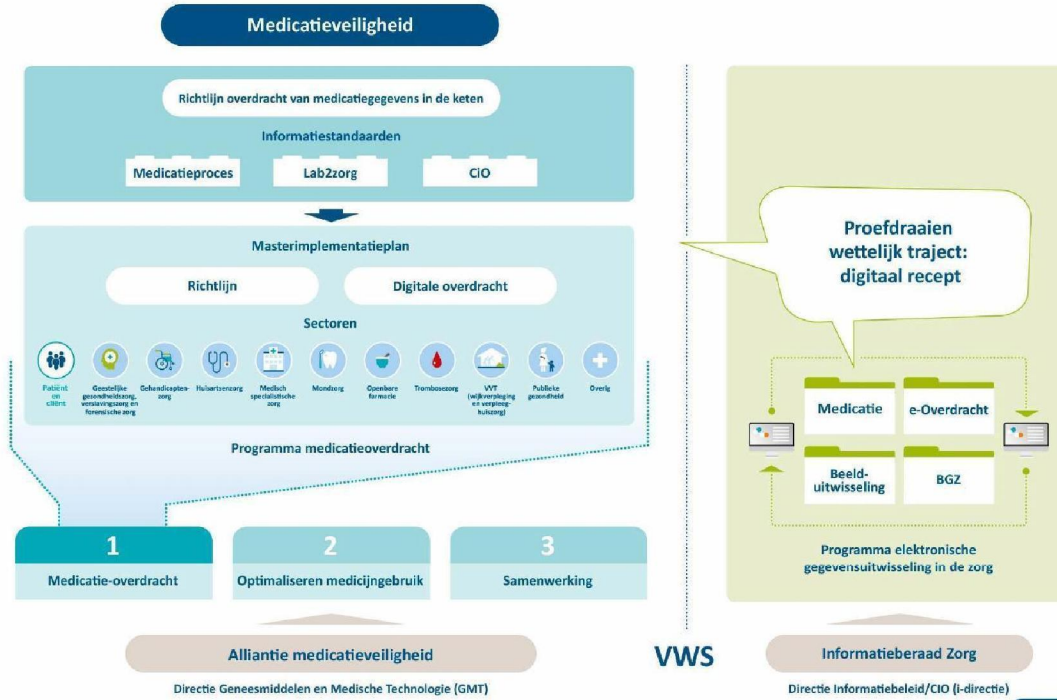 Medicatieveiligheid
Richtlijn overdracht van medicatiegegevens in de keten
Informatiestandaarden
Medicatieproces
Lab2zorg
CiO
Masterimplementatieplan
Richtlijn
Digitale overdracht
Sectoren
Patiënt
en
cliënt
Geestelijke
gezondheidszorg,
verslavingszorg en
forensische zorg
Gehandicapten-
zorg
Huisartsenzorg
Medisch
specialistische
zorg
Mondzorg
Openbare
farmacie
Trombosezorg
VVT
(wijkverpleging
en verpleeg-
huiszorg)
Publieke
gezondheid
Overig
Programma medicatieoverdracht
1
Medicatie-overdracht
2
Optimaliseren medicijngebruik
3
Samenwerking
Alliantie medicatieveiligheid
Directie Geneesmiddelen en Medische Technologie (GMT)
VWS
Proefdraaien
wettelijk traject:
digitaal recept
Medicatie
e-Overdracht
Beeld-
uitwisseling
BGZ
Programma elektronische
gegevensuitwisseling in de zorg
Informatieberaad Zorg
Directie Informatiebeleid/CIO (i-directie)